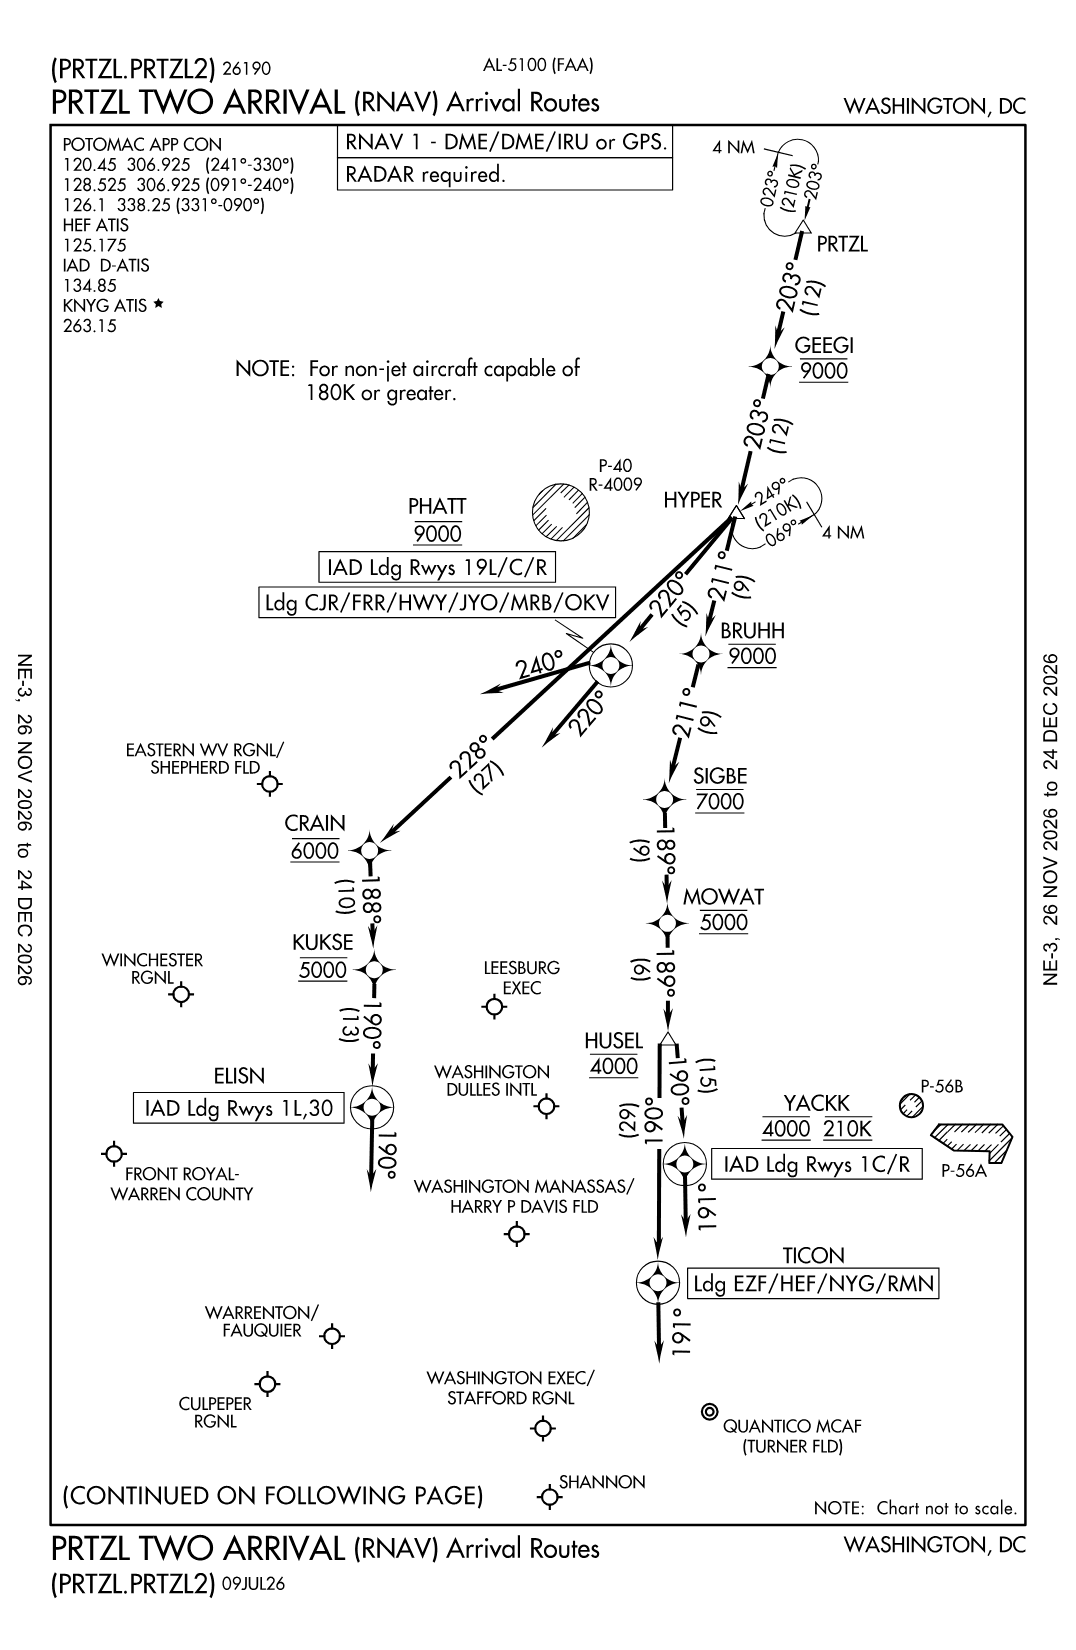 (PRTZL.PRTZL2) 26190
AL-5100 (FAA)
PRTZL TWO ARRIVAL (RNAV) Arrival Routes
WASHINGTON, DC
POTOMAC APP CON
120.45 306.925 (241°-330°)
128.525 306.925 (091°-240°)
126.1 338.25 (331°-090°)
HEF ATIS
125.175
IAD D-ATIS
134.85
KNYG ATIS ★
263.15
RNAV 1 - DME/DME/IRU or GPS.
RADAR required.
4 NM
023°
(210K)
203°
PRTZL
203°
(12)
GEEGI
9000
NOTE: For non-jet aircraft capable of
180K or greater.
203°
(12)
P-40
R-4009
HYPER
249°
(210K)
069°
4 NM
PHATT
9000
IAD Ldg Rwys 19L/C/R
Ldg CJR/FRR/HWY/JYO/MRB/OKV
220°
(5)
211°
(9)
BRUHH
9000
240°
220°
211°
(9)
228°
(27)
EASTERN WV RGNL/
SHEPHERD FLD
SIGBE
7000
CRAIN
6000
189°
(9)
188°
(10)
MOWAT
5000
KUKSE
5000
189°
(9)
WINCHESTER
RGNL
LEESBURG
EXEC
190°
(13)
HUSEL
4000
190°
(15)
ELISN
IAD Ldg Rwys 1L,30
WASHINGTON
DULLES INTL
190°
(29)
YACKK
4000 210K
IAD Ldg Rwys 1C/R
P-56B
P-56A
190°
FRONT ROYAL-
WARREN COUNTY
WASHINGTON MANASSAS/
HARRY P DAVIS FLD
191°
TICON
Ldg EZF/HEF/NYG/RMN
191°
WARRENTON/
FAUQUIER
CULPEPER
RGNL
WASHINGTON EXEC/
STAFFORD RGNL
QUANTICO MCAF
(TURNER FLD)
SHANNON
(CONTINUED ON FOLLOWING PAGE)
NOTE: Chart not to scale.
NE-3, 26 NOV 2026 to 24 DEC 2026
NE-3, 26 NOV 2026 to 24 DEC 2026
PRTZL TWO ARRIVAL (RNAV) Arrival Routes
WASHINGTON, DC
(PRTZL.PRTZL2) 09JUL26